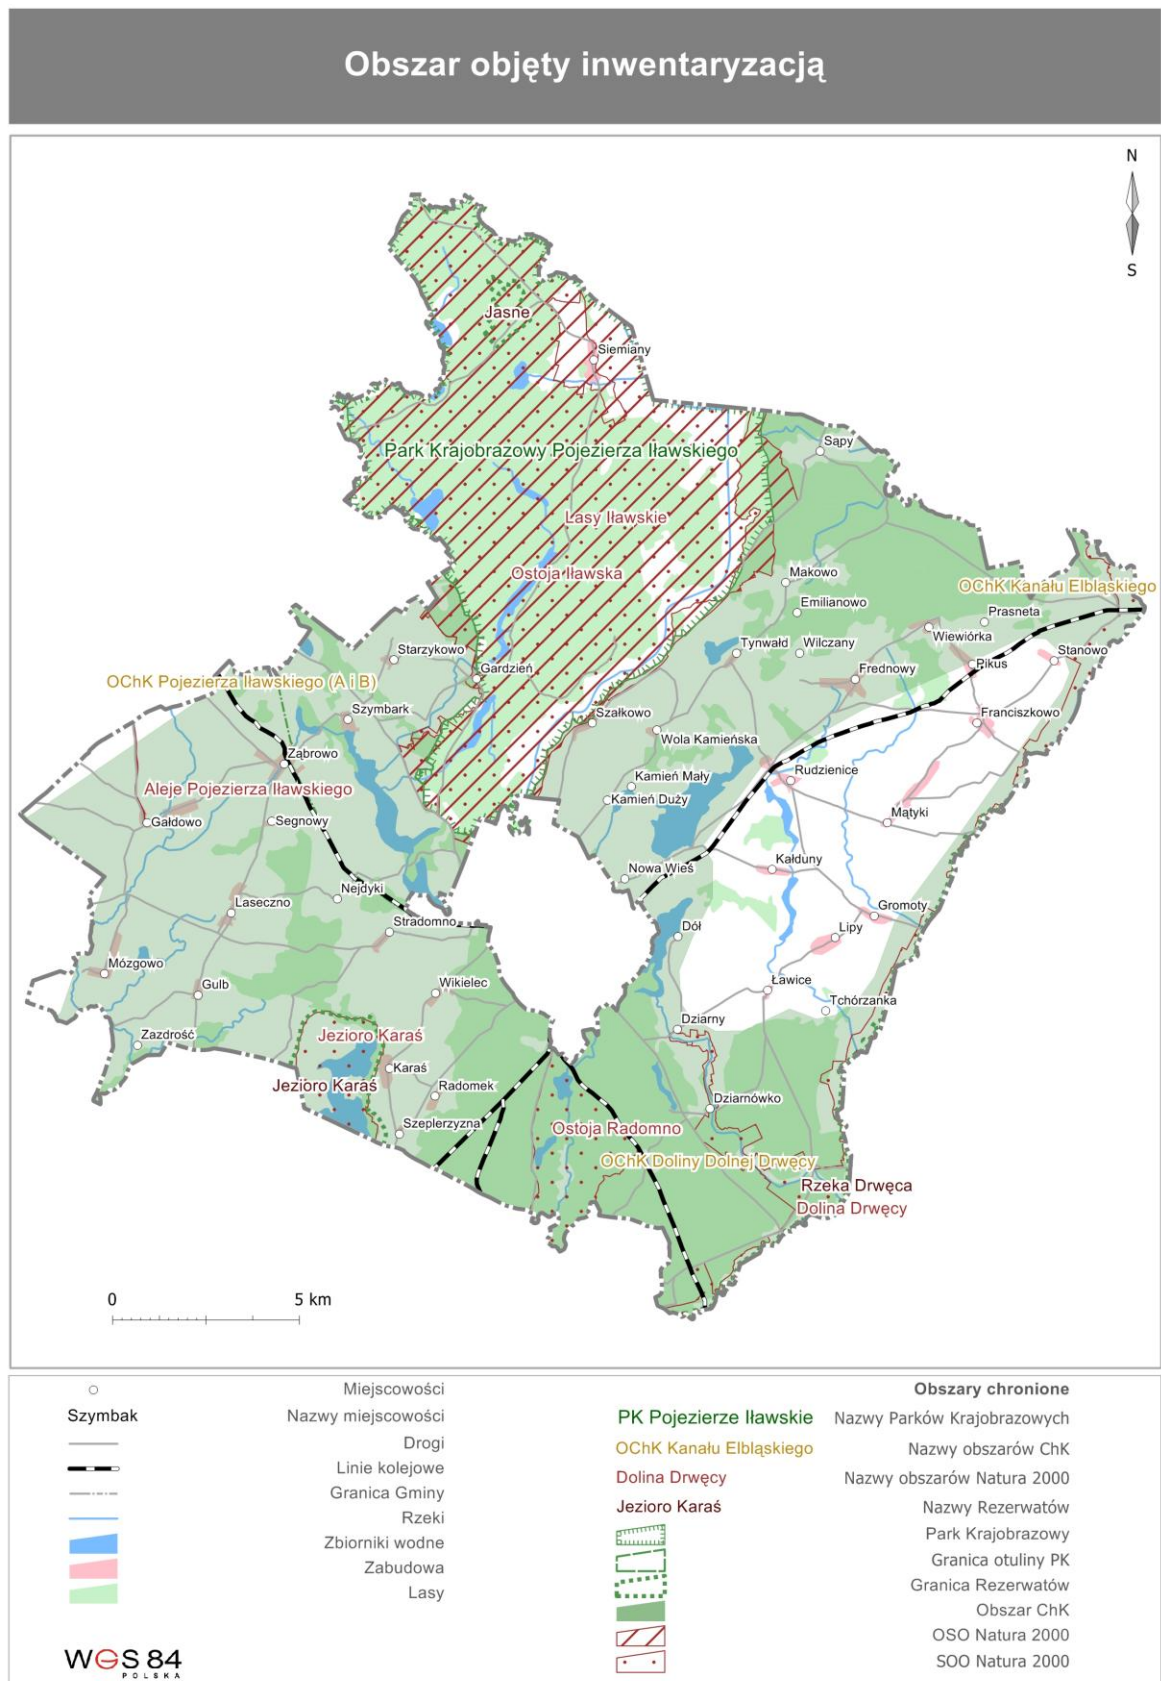 Obszar objęty inwentaryzacją
N
S
Jasne
Siemiany
Park Krajobrazowy Pojezierza Iławskiego
Sąpy
Lasy Iławskie
Ostoja Iławska
Makowo
OChK Kanału Elbląskiego
Emilianowo
Prasneta
Wiewiórka
Tynwałd
Wilczany
Starzykowo
Stanowo
Pikus
Gardzień
Frednowy
OChK Pojezierza Iławskiego (A i B)
Szymbark
Szałkowo
Franciszkowo
Wola Kamieńska
Ząbrowo
Rudzienice
Kamień Mały
Aleje Pojezierza Iławskiego
Kamień Duży
Gałdowo
Segnowy
Mątyki
Kałduny
Nowa Wieś
Nejdyki
Laseczno
Gromoty
Stradomno
Dół
Lipy
Mózgowo
Gulb
Wikielec
Ławice
Tchórzanka
Dziarny
Zazdrość
Jezioro Karaś
Karaś
Jezioro Karaś
Radomek
Dziarnówko
Szeplerzyzna
Ostoja Radomno
OChK Doliny Dolnej Drwęcy
Rzeka Drwęca
Dolina Drwęcy
0 5 km
Miejscowości
Szymbak Nazwy miejscowości
Drogi
Linie kolejowe
Granica Gminy
Rzeki
Zbiorniki wodne
Zabudowa
Lasy
WGS 84
POLSKA
Obszary chronione
PK Pojezierze Iławskie Nazwy Parków Krajobrazowych
OChK Kanału Elbląskiego Nazwy obszarów ChK
Dolina Drwęcy Nazwy obszarów Natura 2000
Jezioro Karaś Nazwy Rezerwatów
Park Krajobrazowy
Granica otuliny PK
Granica Rezerwatów
Obszar ChK
OSO Natura 2000
SOO Natura 2000